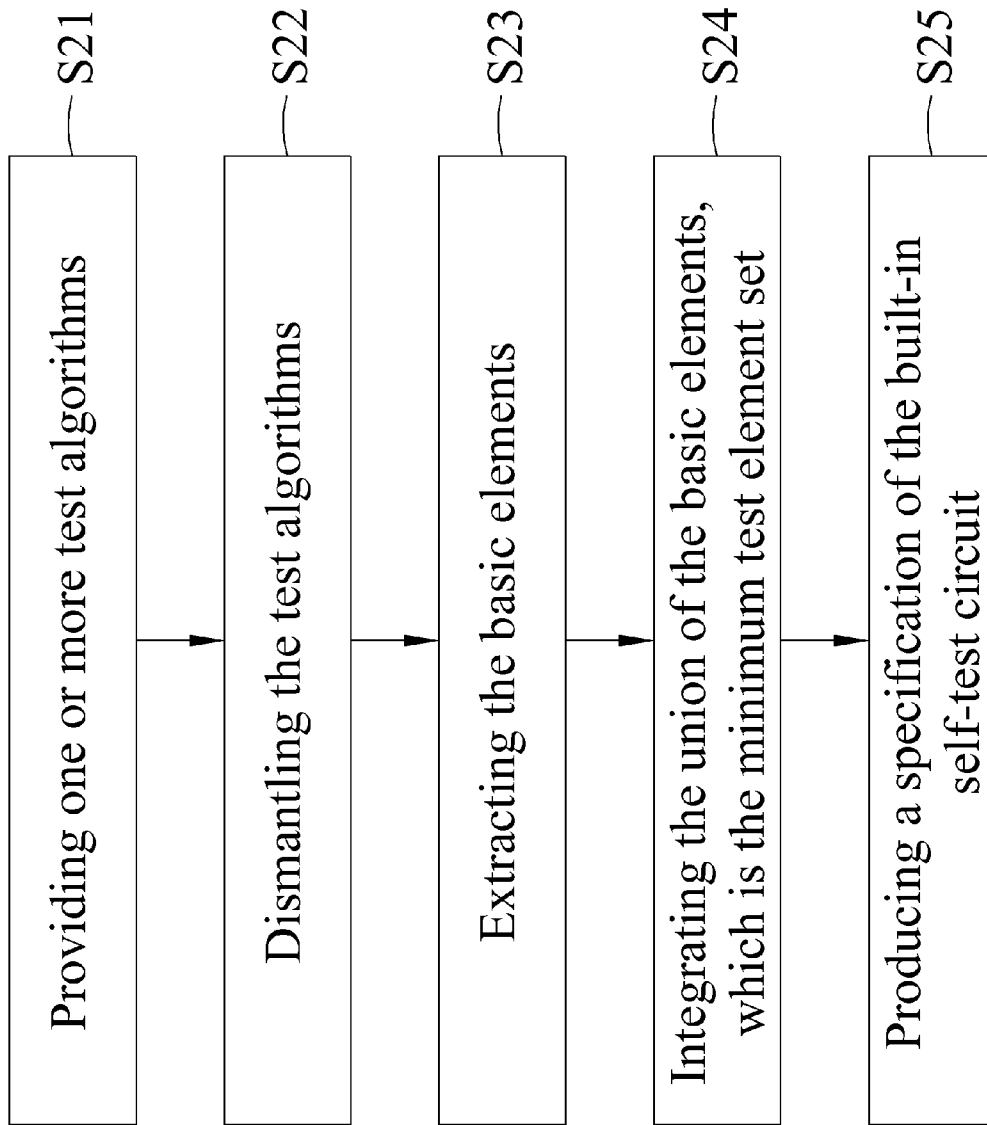 Providing one or more test algorithms
S21
Dismantling the test algorithms
S22
Extracting the basic elements
S23
Integrating the union of the basic elements,
which is the minimum test element set
S24
Producing a specification of the built-in
self-test circuit
S25